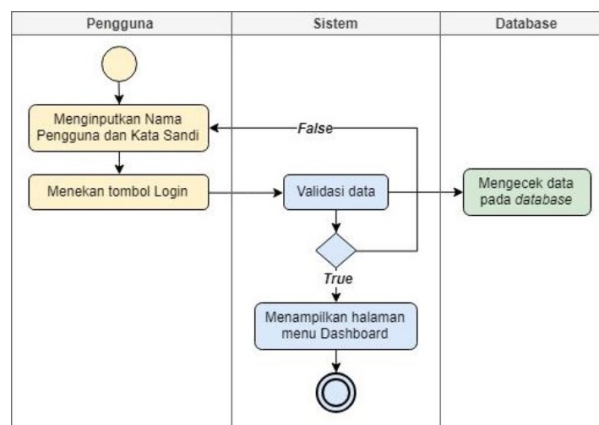 Pengguna
Sistem
Database
Menginputkan Nama
Pengguna dan Kata Sandi
False
Menekan tombol Login
Validasi data
Mengecek data
pada database
True
Menampilkan halaman
menu Dashboard